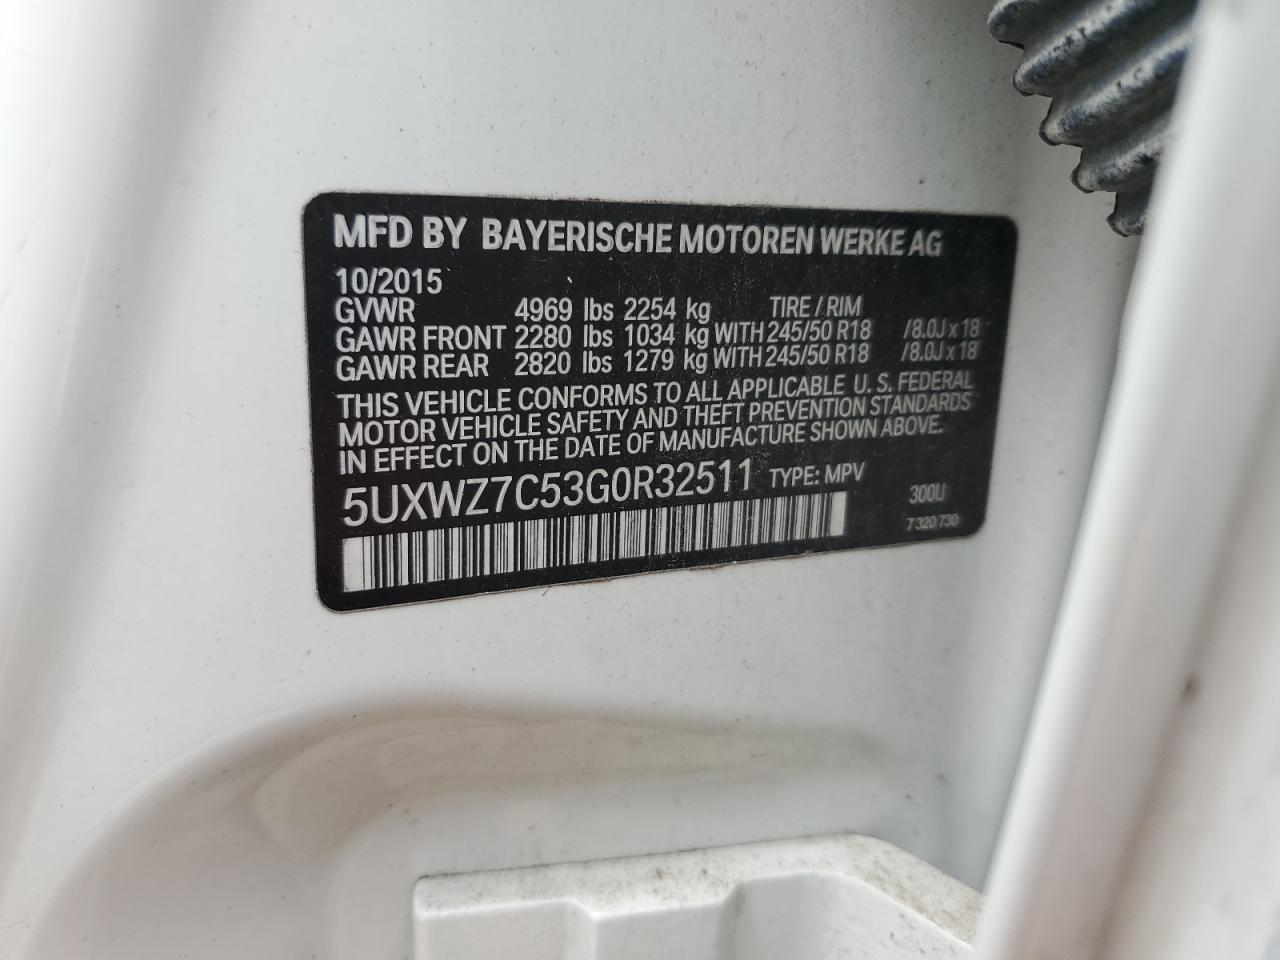 MFD BY BAYERISCHE MOTOREN WERKE AG
10/2015
GVWR 4969 lbs 2254 kg TIRE / RIM
GAWR FRONT 2280 lbs 1034 kg WITH 245/50 R18 /8.0J x 18
GAWR REAR 2820 lbs 1279 kg WITH 245/50 R18 /8.0J x 18
THIS VEHICLE CONFORMS TO ALL APPLICABLE U. S. FEDERAL
MOTOR VEHICLE SAFETY AND THEFT PREVENTION STANDARDS
IN EFFECT ON THE DATE OF MANUFACTURE SHOWN ABOVE.
5UXWZ7C53G0R32511 TYPE: MPV
300U
7 320 730